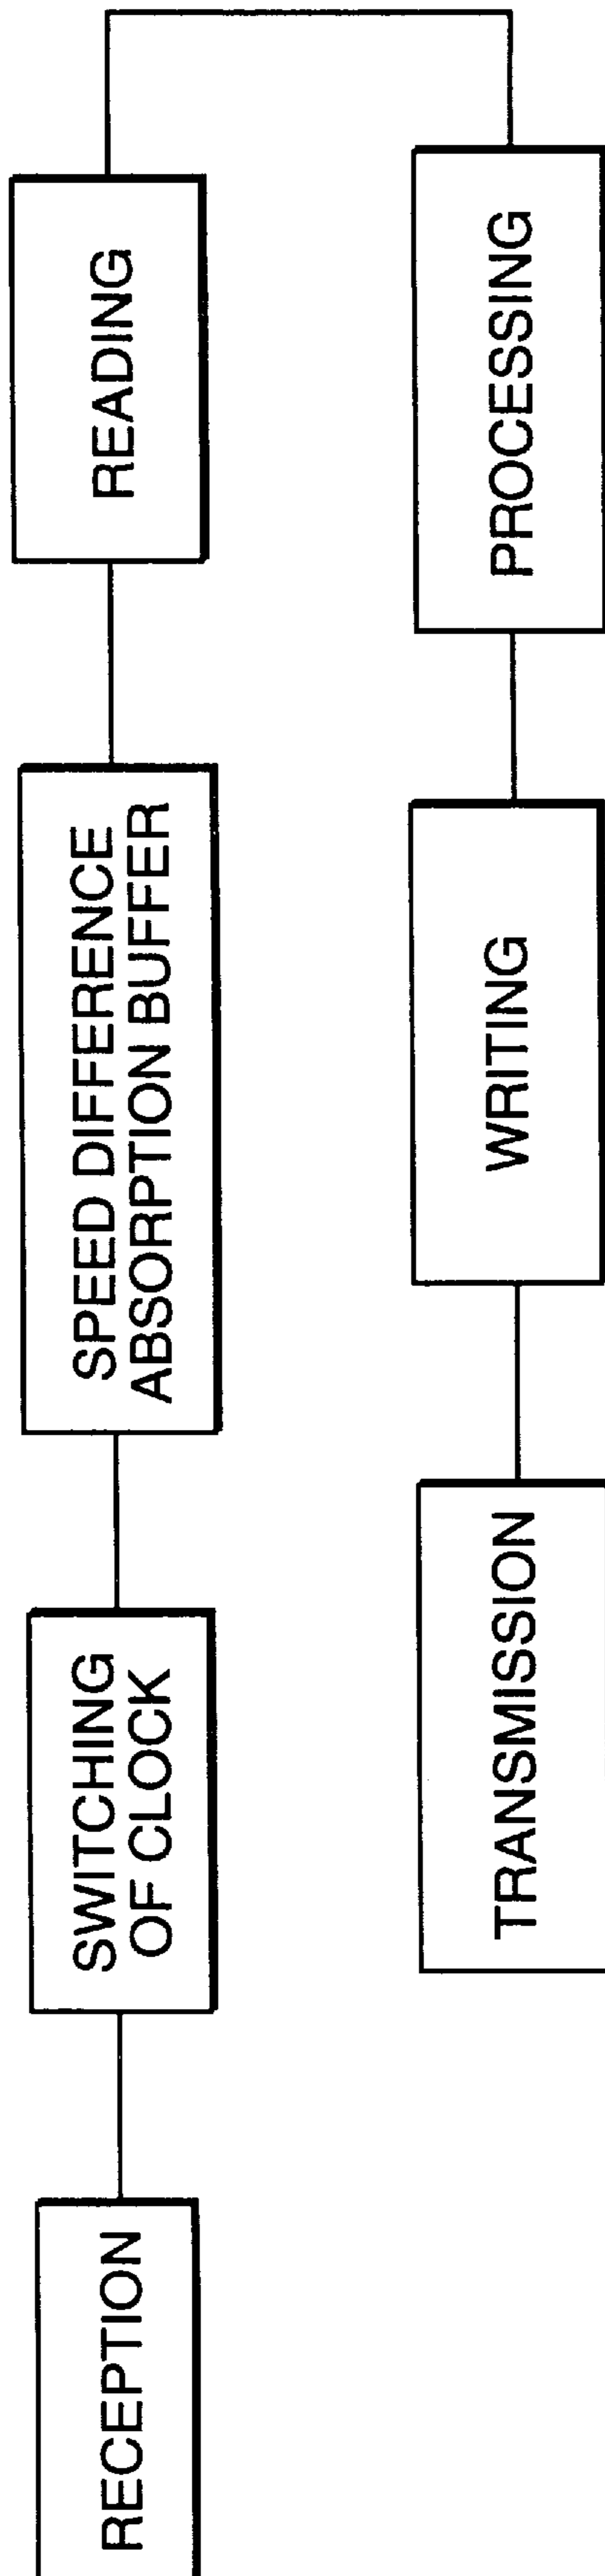 RECEPTION
SWITCHING
OF CLOCK
SPEED DIFFERENCE
ABSORPTION BUFFER
READING
PROCESSING
WRITING
TRANSMISSION